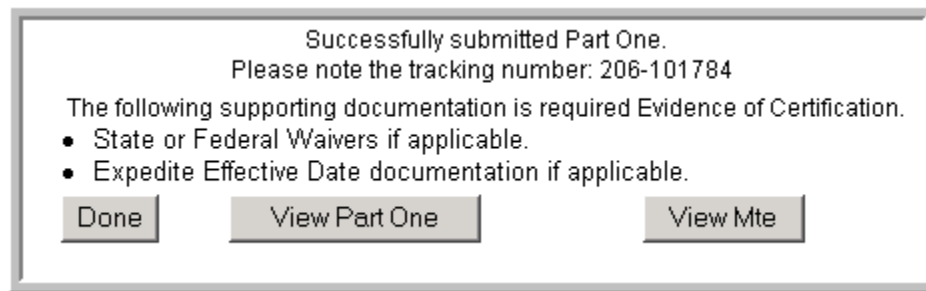 Successfully submitted Part One.
Please note the tracking number: 206-101784
The following supporting documentation is required Evidence of Certification.
• State or Federal Waivers if applicable.
• Expedite Effective Date documentation if applicable.
Done View Part One View Mte